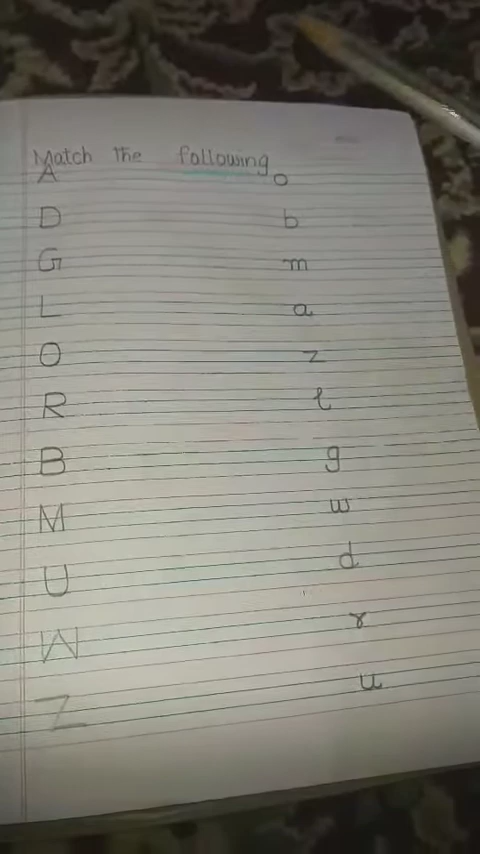 Match the following
A o
D b
G m
L a
O z
R l
B g
M w
U d
W r
Z u